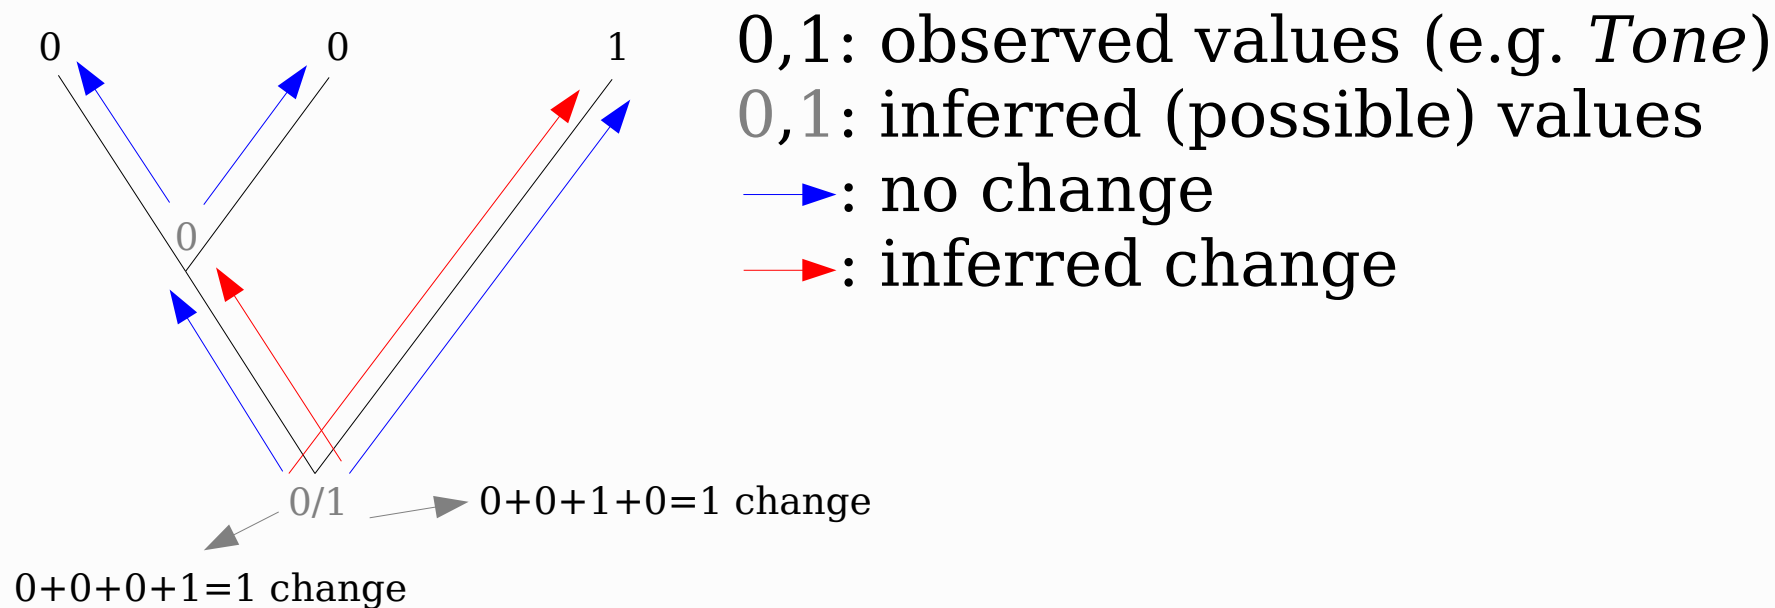 0
0
1
0,1: observed values (e.g. Tone)
0,1: inferred (possible) values
: no change
: inferred change
0
0/1
0+0+1+0=1 change
0+0+0+1=1 change